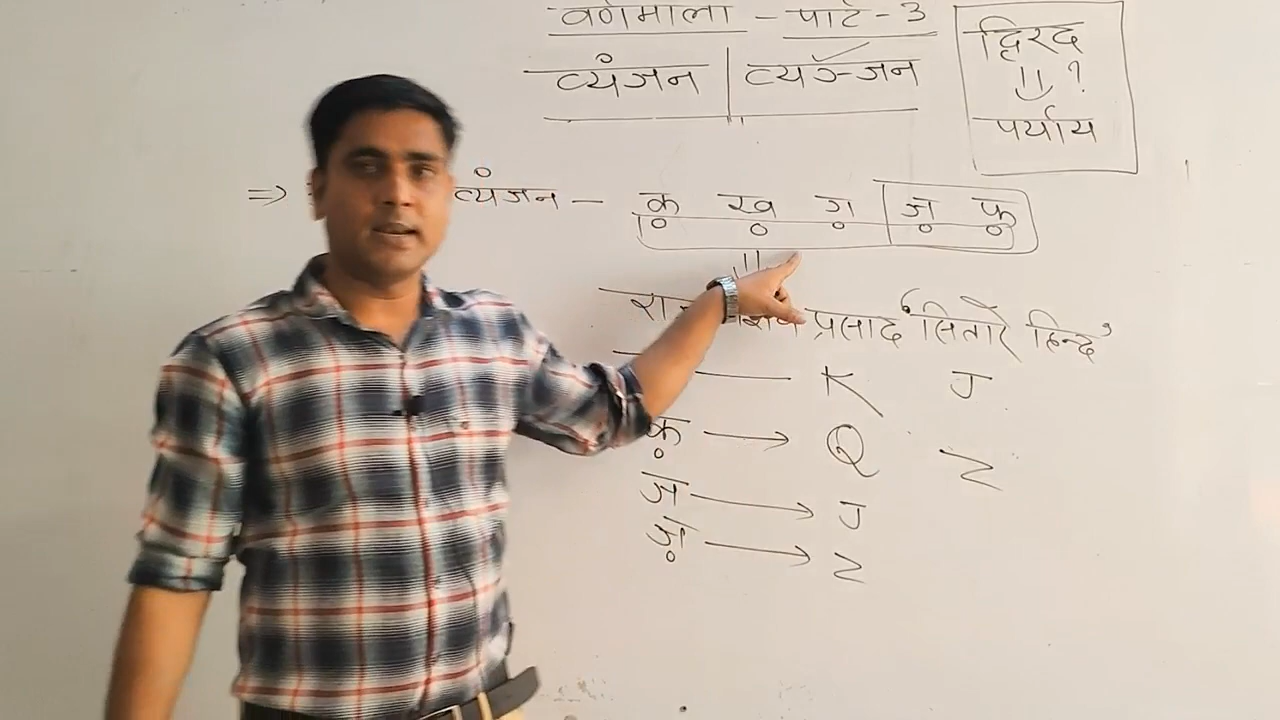 वर्णमाला - पार्ट - 3
व्यंजन | व्यञ्जन
द्विरद
॥ ?
पर्याय
=> व्यंजन - क़ ख़ ग़ ज़ फ़
प्रसाद 'सितारे हिन्द'
K J
क़ → Q Z
ज → J
ज़ → Z